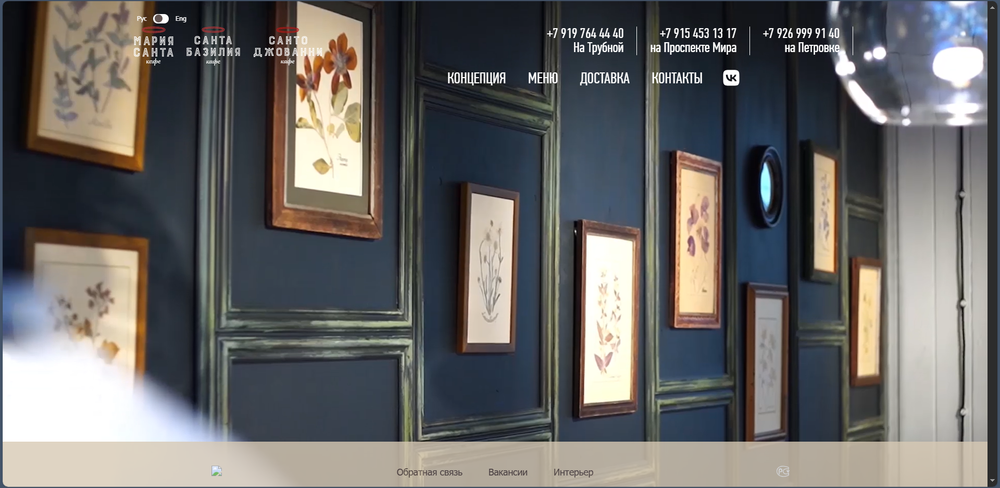 Рус Eng
МАРИЯ
САНТА
кафе
САНТА
БАЗИЛИЯ
кафе
САНТО
ДЖОВАННИ
кафе
+7 919 764 44 40
На Трубной
+7 915 453 13 17
на Проспекте Мира
+7 926 999 91 40
на Петровке
КОНЦЕПЦИЯ МЕНЮ ДОСТАВКА КОНТАКТЫ VK
Обратная связь Вакансии Интерьер